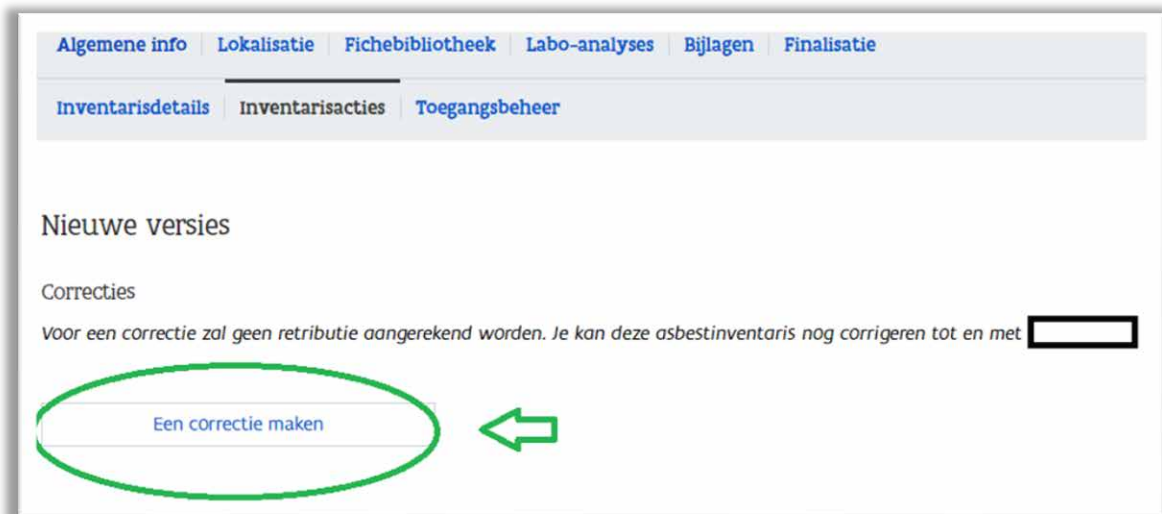 Algemene info Lokalisatie Fichebibliotheek Labo-analyses Bijlagen Finalisatie
Inventarisdetails Inventarisacties Toegangsbeheer
Nieuwe versies
Correcties
Voor een correctie zal geen retributie aangerekend worden. Je kan deze asbestinventaris nog corrigeren tot en met
Een correctie maken